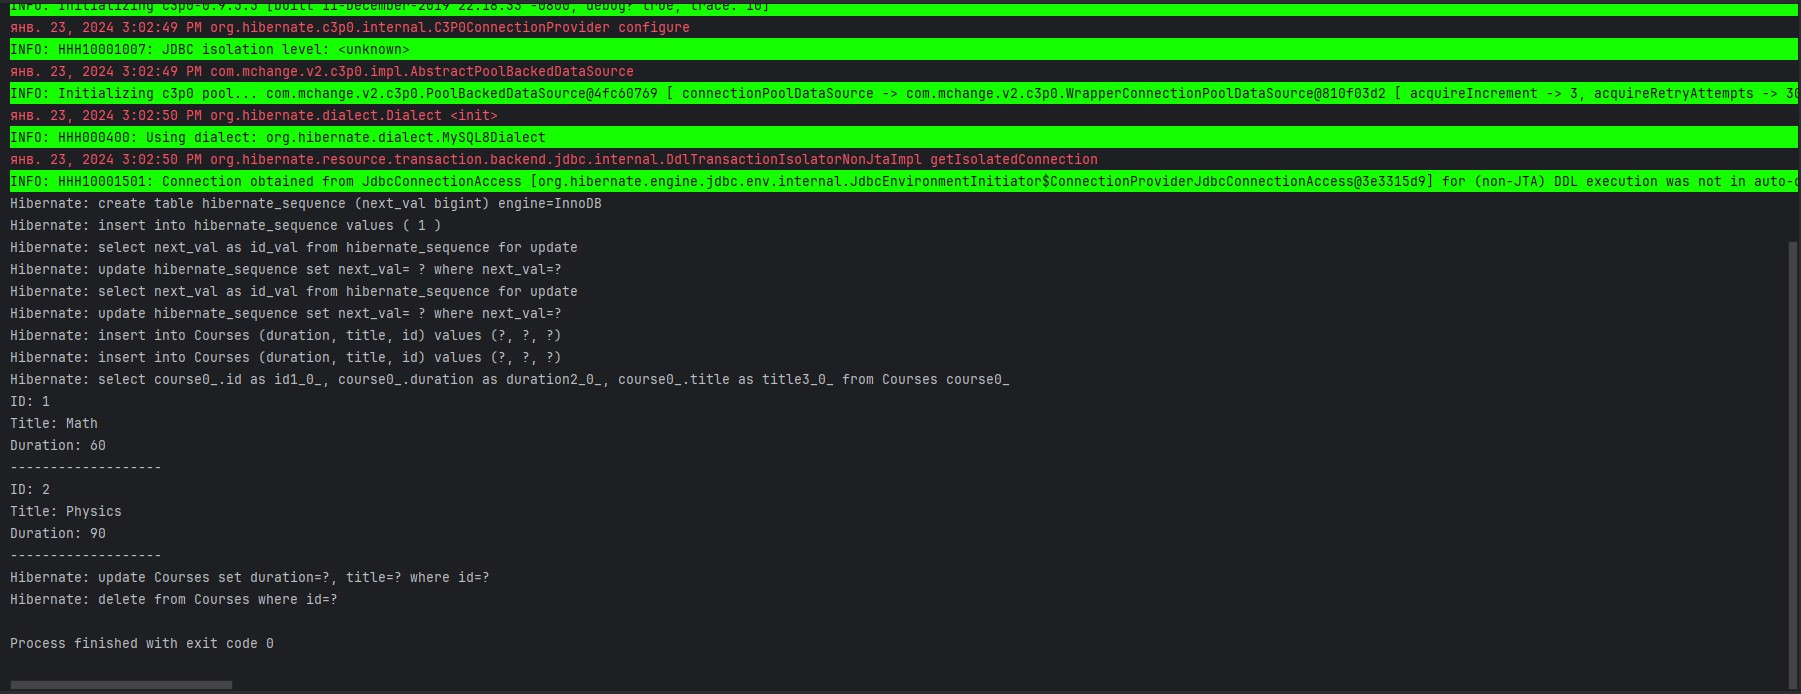 INFO: Initializing c3p0-0.9.5.5 [built 11-December-2019 22:18:33 -0800; debug? true; trace: 10]
янв. 23, 2024 3:02:49 PM org.hibernate.c3p0.internal.C3P0ConnectionProvider configure
INFO: HHH10001007: JDBC isolation level: <unknown>
янв. 23, 2024 3:02:49 PM com.mchange.v2.c3p0.impl.AbstractPoolBackedDataSource
INFO: Initializing c3p0 pool... com.mchange.v2.c3p0.PoolBackedDataSource@4fc60769 [ connectionPoolDataSource -> com.mchange.v2.c3p0.WrapperConnectionPoolDataSource@810f03d2 [ acquireIncrement -> 3, acquireRetryAttempts -> 30
янв. 23, 2024 3:02:50 PM org.hibernate.dialect.Dialect <init>
INFO: HHH000400: Using dialect: org.hibernate.dialect.MySQL8Dialect
янв. 23, 2024 3:02:50 PM org.hibernate.resource.transaction.backend.jdbc.internal.DdlTransactionIsolatorNonJtaImpl getIsolatedConnection
INFO: HHH10001501: Connection obtained from JdbcConnectionAccess [org.hibernate.engine.jdbc.env.internal.JdbcEnvironmentInitiator$ConnectionProviderJdbcConnectionAccess@3e3315d9] for (non-JTA) DDL execution was not in auto-
Hibernate: create table hibernate_sequence (next_val bigint) engine=InnoDB
Hibernate: insert into hibernate_sequence values ( 1 )
Hibernate: select next_val as id_val from hibernate_sequence for update
Hibernate: update hibernate_sequence set next_val= ? where next_val=?
Hibernate: select next_val as id_val from hibernate_sequence for update
Hibernate: update hibernate_sequence set next_val= ? where next_val=?
Hibernate: insert into Courses (duration, title, id) values (?, ?, ?)
Hibernate: insert into Courses (duration, title, id) values (?, ?, ?)
Hibernate: select course0_.id as id1_0_, course0_.duration as duration2_0_, course0_.title as title3_0_ from Courses course0_
ID: 1
Title: Math
Duration: 60
-------------------
ID: 2
Title: Physics
Duration: 90
-------------------
Hibernate: update Courses set duration=?, title=? where id=?
Hibernate: delete from Courses where id=?
Process finished with exit code 0